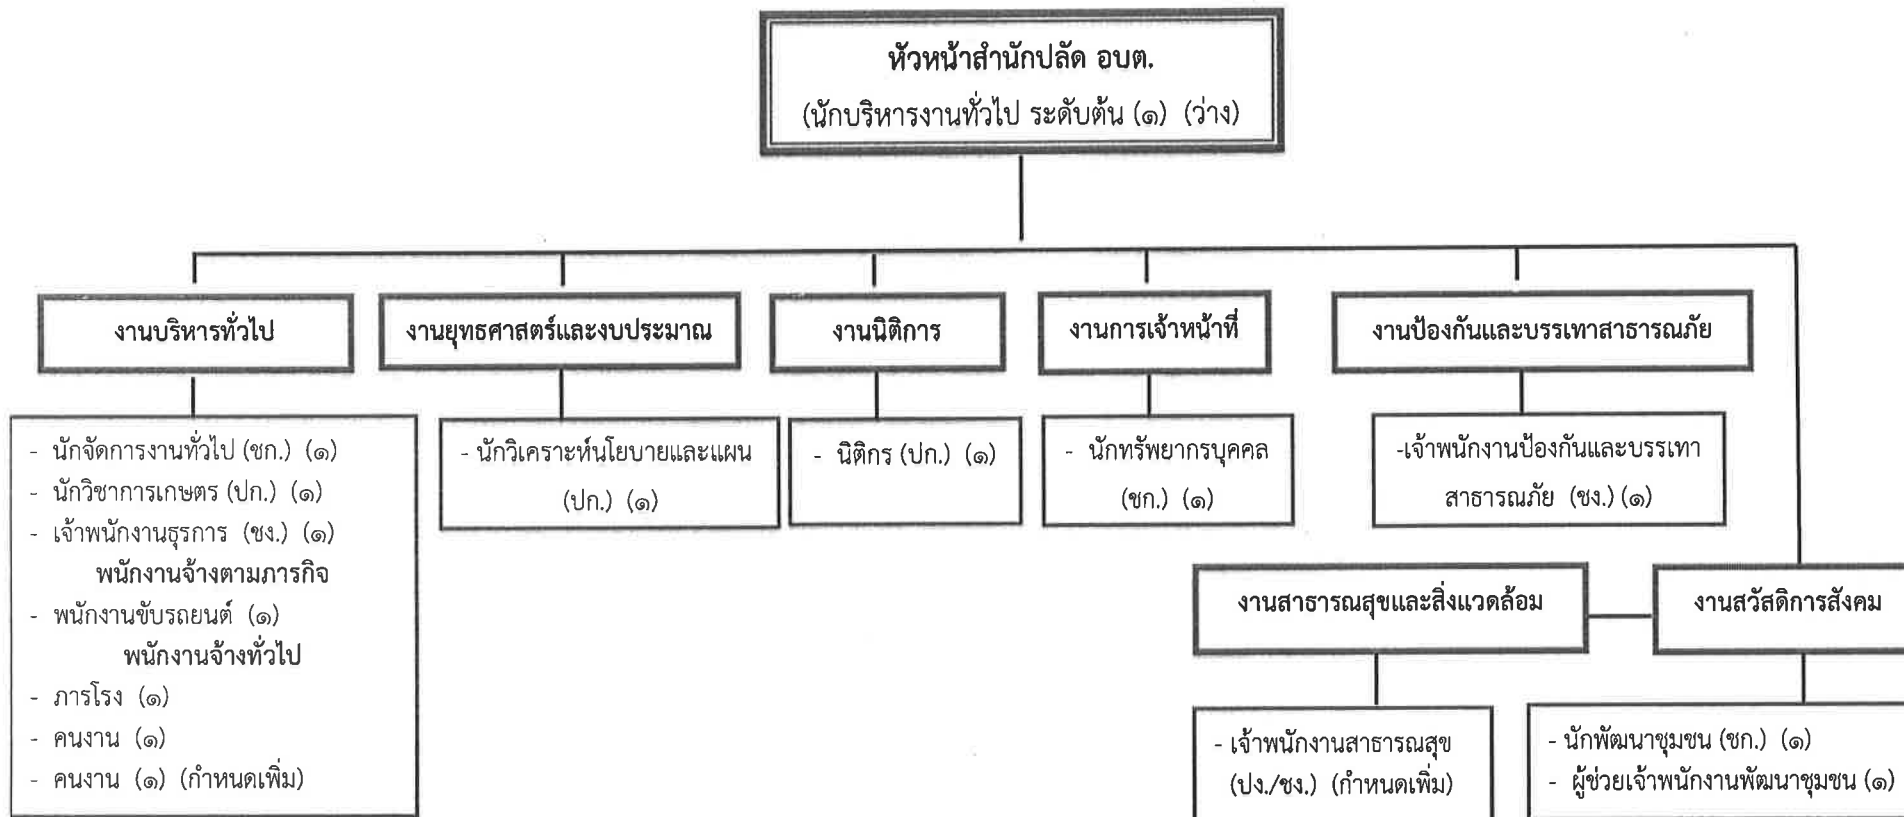 หัวหน้าสำนักปลัด อบต.
(นักบริหารงานทั่วไป ระดับต้น (๑) (ว่าง)
งานบริหารทั่วไป
- นักจัดการงานทั่วไป (ชก.) (๑)
- นักวิชาการเกษตร (ปก.) (๑)
- เจ้าพนักงานธุรการ (ชง.) (๑)
พนักงานจ้างตามภารกิจ
- พนักงานขับรถยนต์ (๑)
พนักงานจ้างทั่วไป
- ภารโรง (๑)
- คนงาน (๑)
- คนงาน (๑) (กำหนดเพิ่ม)
งานยุทธศาสตร์และงบประมาณ
- นักวิเคราะห์นโยบายและแผน
(ปก.) (๑)
งานนิติการ
- นิติกร (ปก.) (๑)
งานการเจ้าหน้าที่
- นักทรัพยากรบุคคล
(ชก.) (๑)
งานป้องกันและบรรเทาสาธารณภัย
-เจ้าพนักงานป้องกันและบรรเทา
สาธารณภัย (ชง.) (๑)
งานสาธารณสุขและสิ่งแวดล้อม
- เจ้าพนักงานสาธารณสุข
(ปง./ชง.) (กำหนดเพิ่ม)
งานสวัสดิการสังคม
- นักพัฒนาชุมชน (ชก.) (๑)
- ผู้ช่วยเจ้าพนักงานพัฒนาชุมชน (๑)